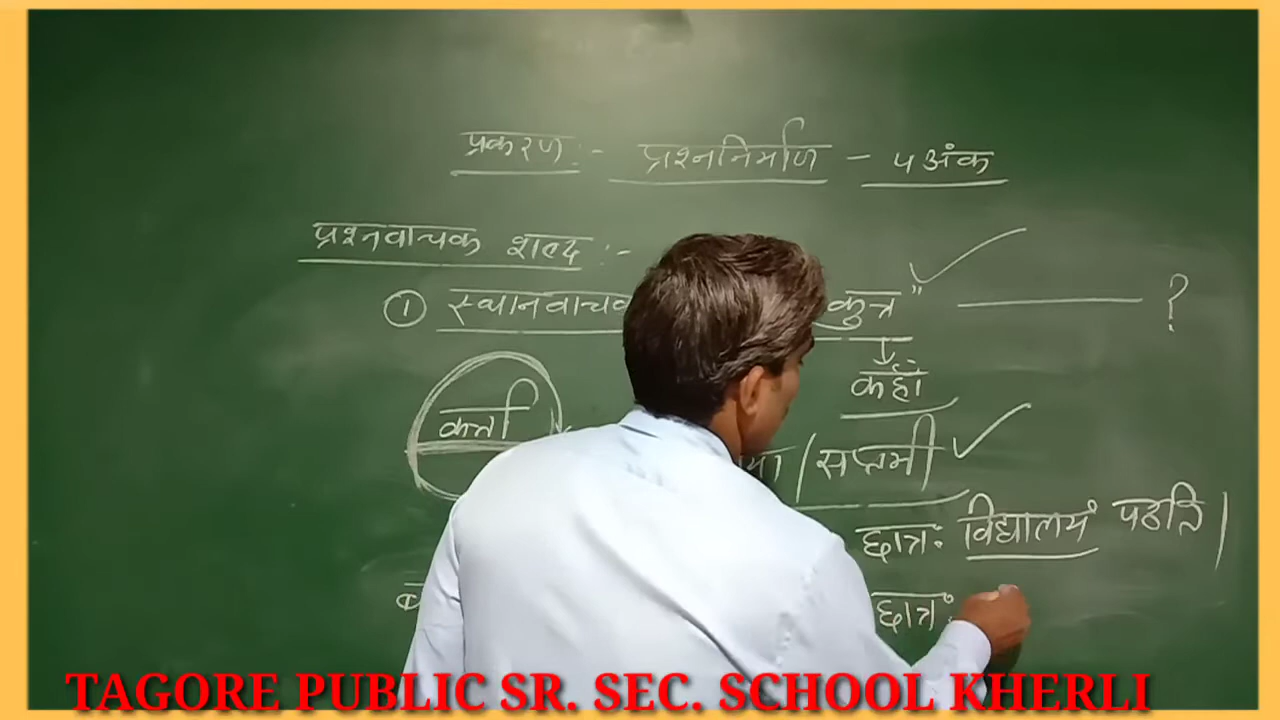 प्रकरण :- प्रश्ननिर्माण - ५ अंक
प्रश्नवाचक शब्द :-
① स्थानवाचक कुत्र" ?
कहाँ
कर्त्ता
/ सप्तमी
छात्रः विद्यालयं पठति |
छात्रः
TAGORE PUBLIC SR. SEC. SCHOOL KHERLI